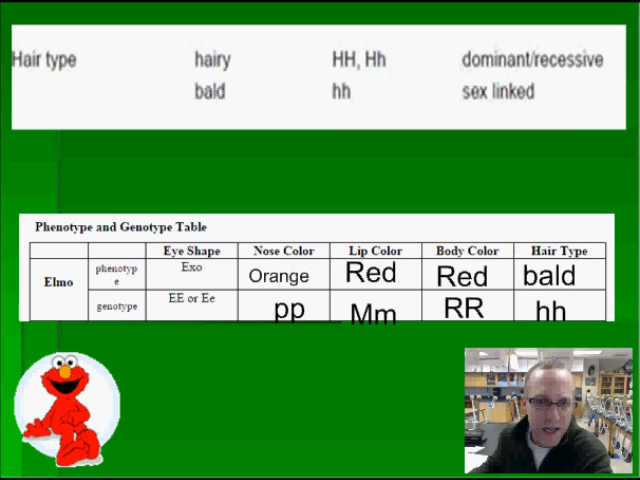 Hair type hairy HH, Hh dominant/recessive
bald hh sex linked
Phenotype and Genotype Table
Eye Shape Nose Color Lip Color Body Color Hair Type
Elmo phenotyp e Exo Orange Red Red bald
genotype EE or Ee pp Mm RR hh